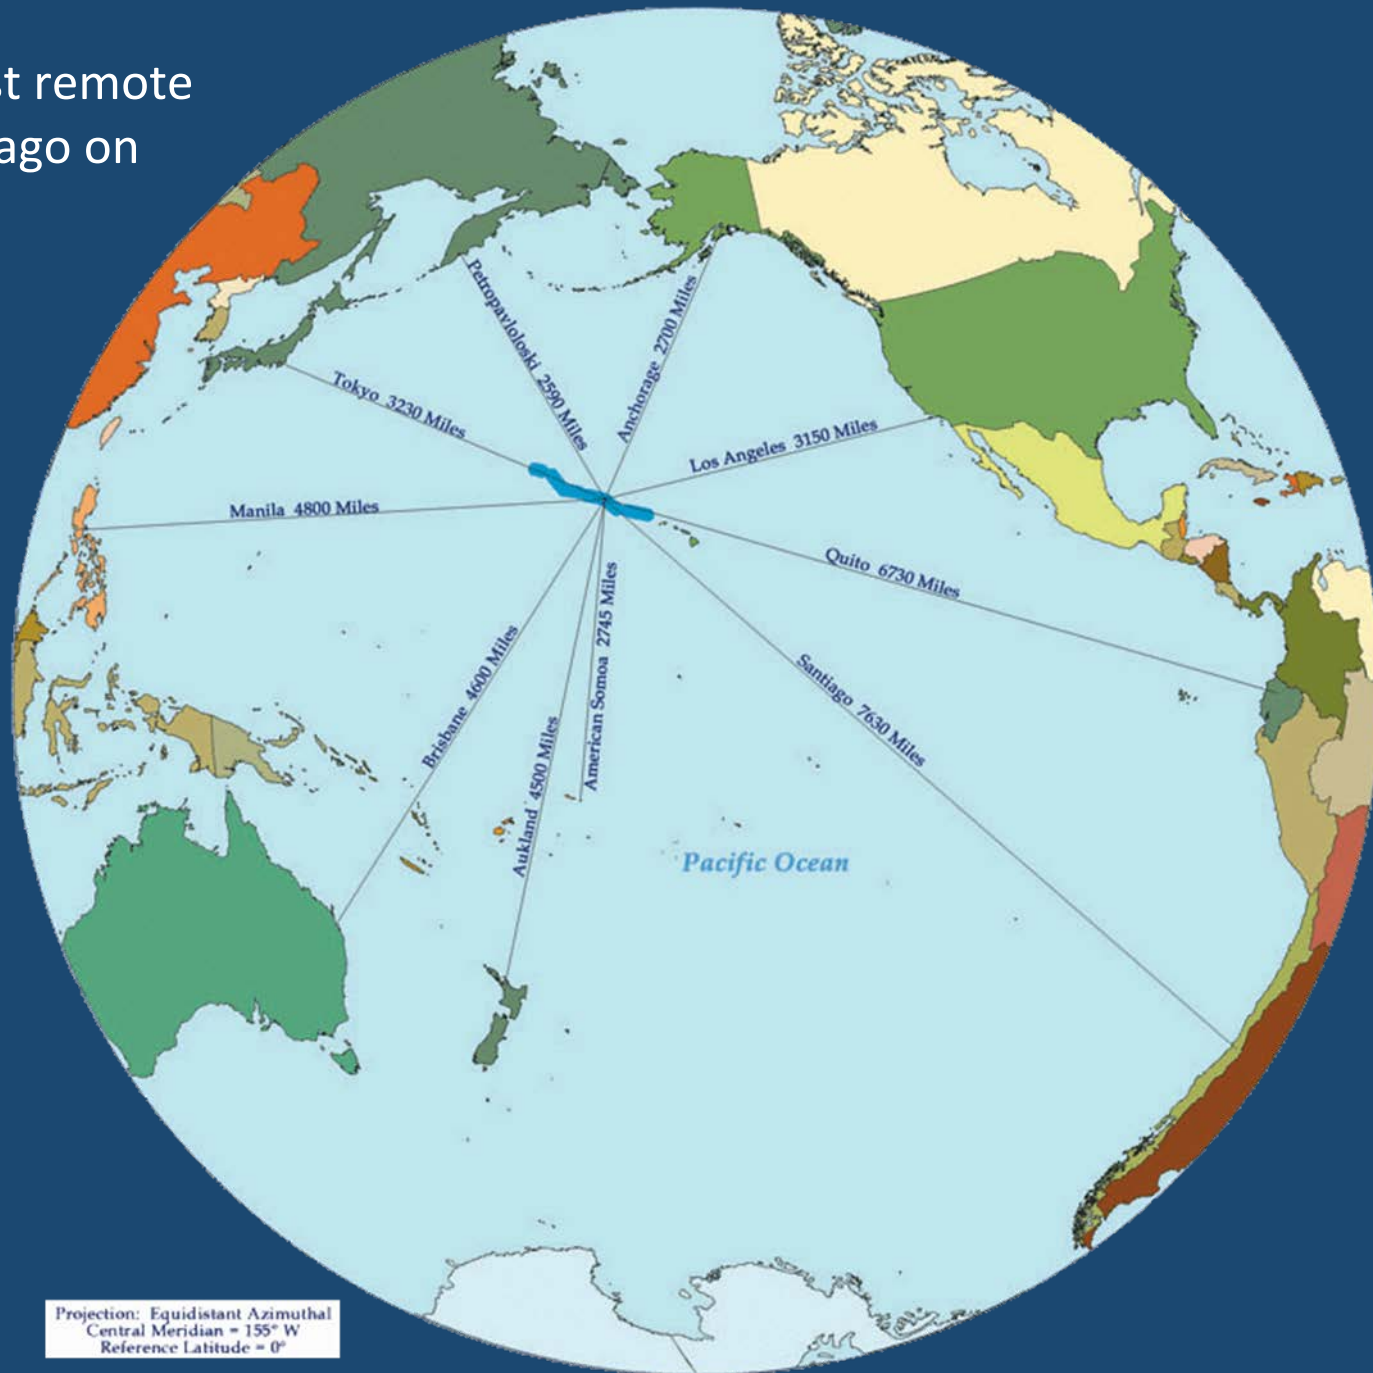 st remote
ago on
Petropavloloski 2590 Miles
Anchorage 2700 Miles
Tokyo 3230 Miles
Los Angeles 3150 Miles
Manila 4800 Miles
Quito 6730 Miles
American Somoa 2745 Miles
Brisbane 4600 Miles
Santiago 7630 Miles
Aukland 4500 Miles
Pacific Ocean
Projection: Equidistant Azimuthal
Central Meridian = 155° W
Reference Latitude = 0°